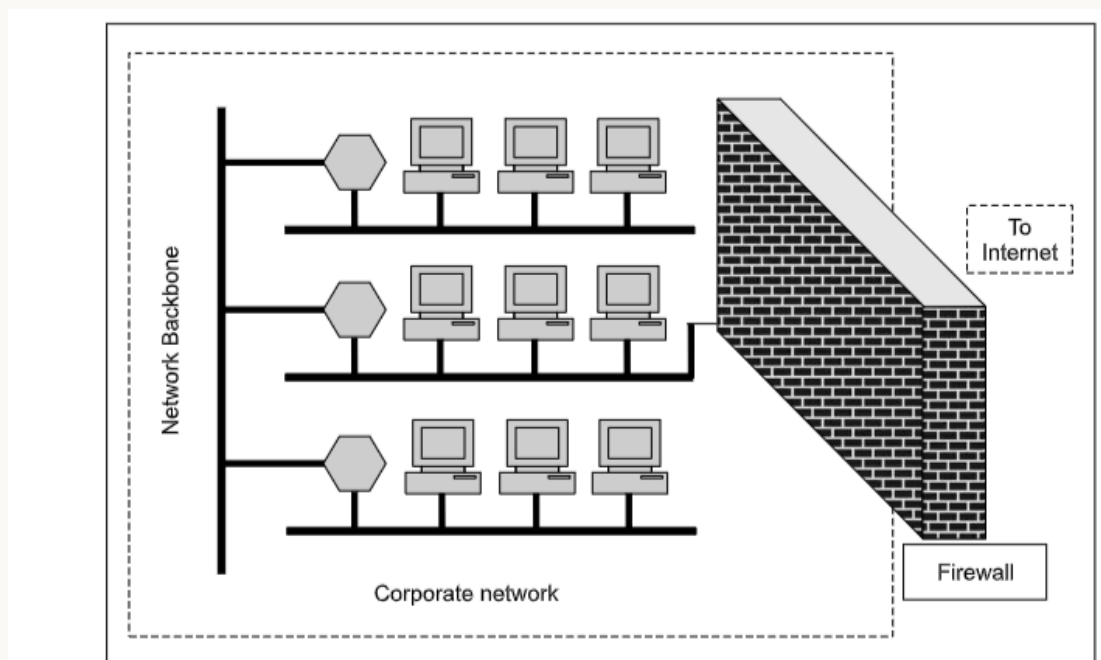 Network Backbone
To
Internet
Firewall
Corporate network